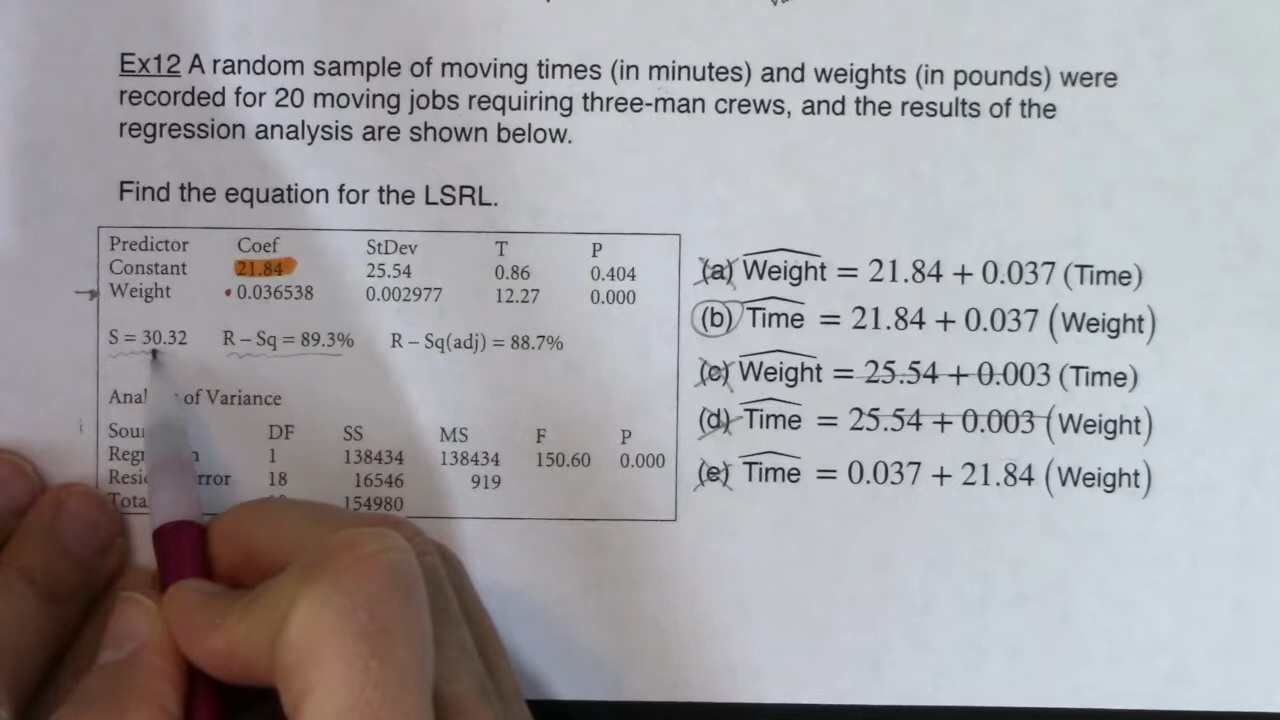 Ex12 A random sample of moving times (in minutes) and weights (in pounds) were
recorded for 20 moving jobs requiring three-man crews, and the results of the
regression analysis are shown below.
Find the equation for the LSRL.
Predictor Coef StDev T P
Constant 21.84 25.54 0.86 0.404
Weight 0.036538 0.002977 12.27 0.000
S = 30.32 R – Sq = 89.3% R – Sq(adj) = 88.7%
of Variance
DF SS MS F P
1 138434 138434 150.60 0.000
18 16546 919
154980
(a) Weight = 21.84 + 0.037 (Time)
(b) Time = 21.84 + 0.037 (Weight)
(c) Weight = 25.54 + 0.003 (Time)
(d) Time = 25.54 + 0.003 (Weight)
(e) Time = 0.037 + 21.84 (Weight)